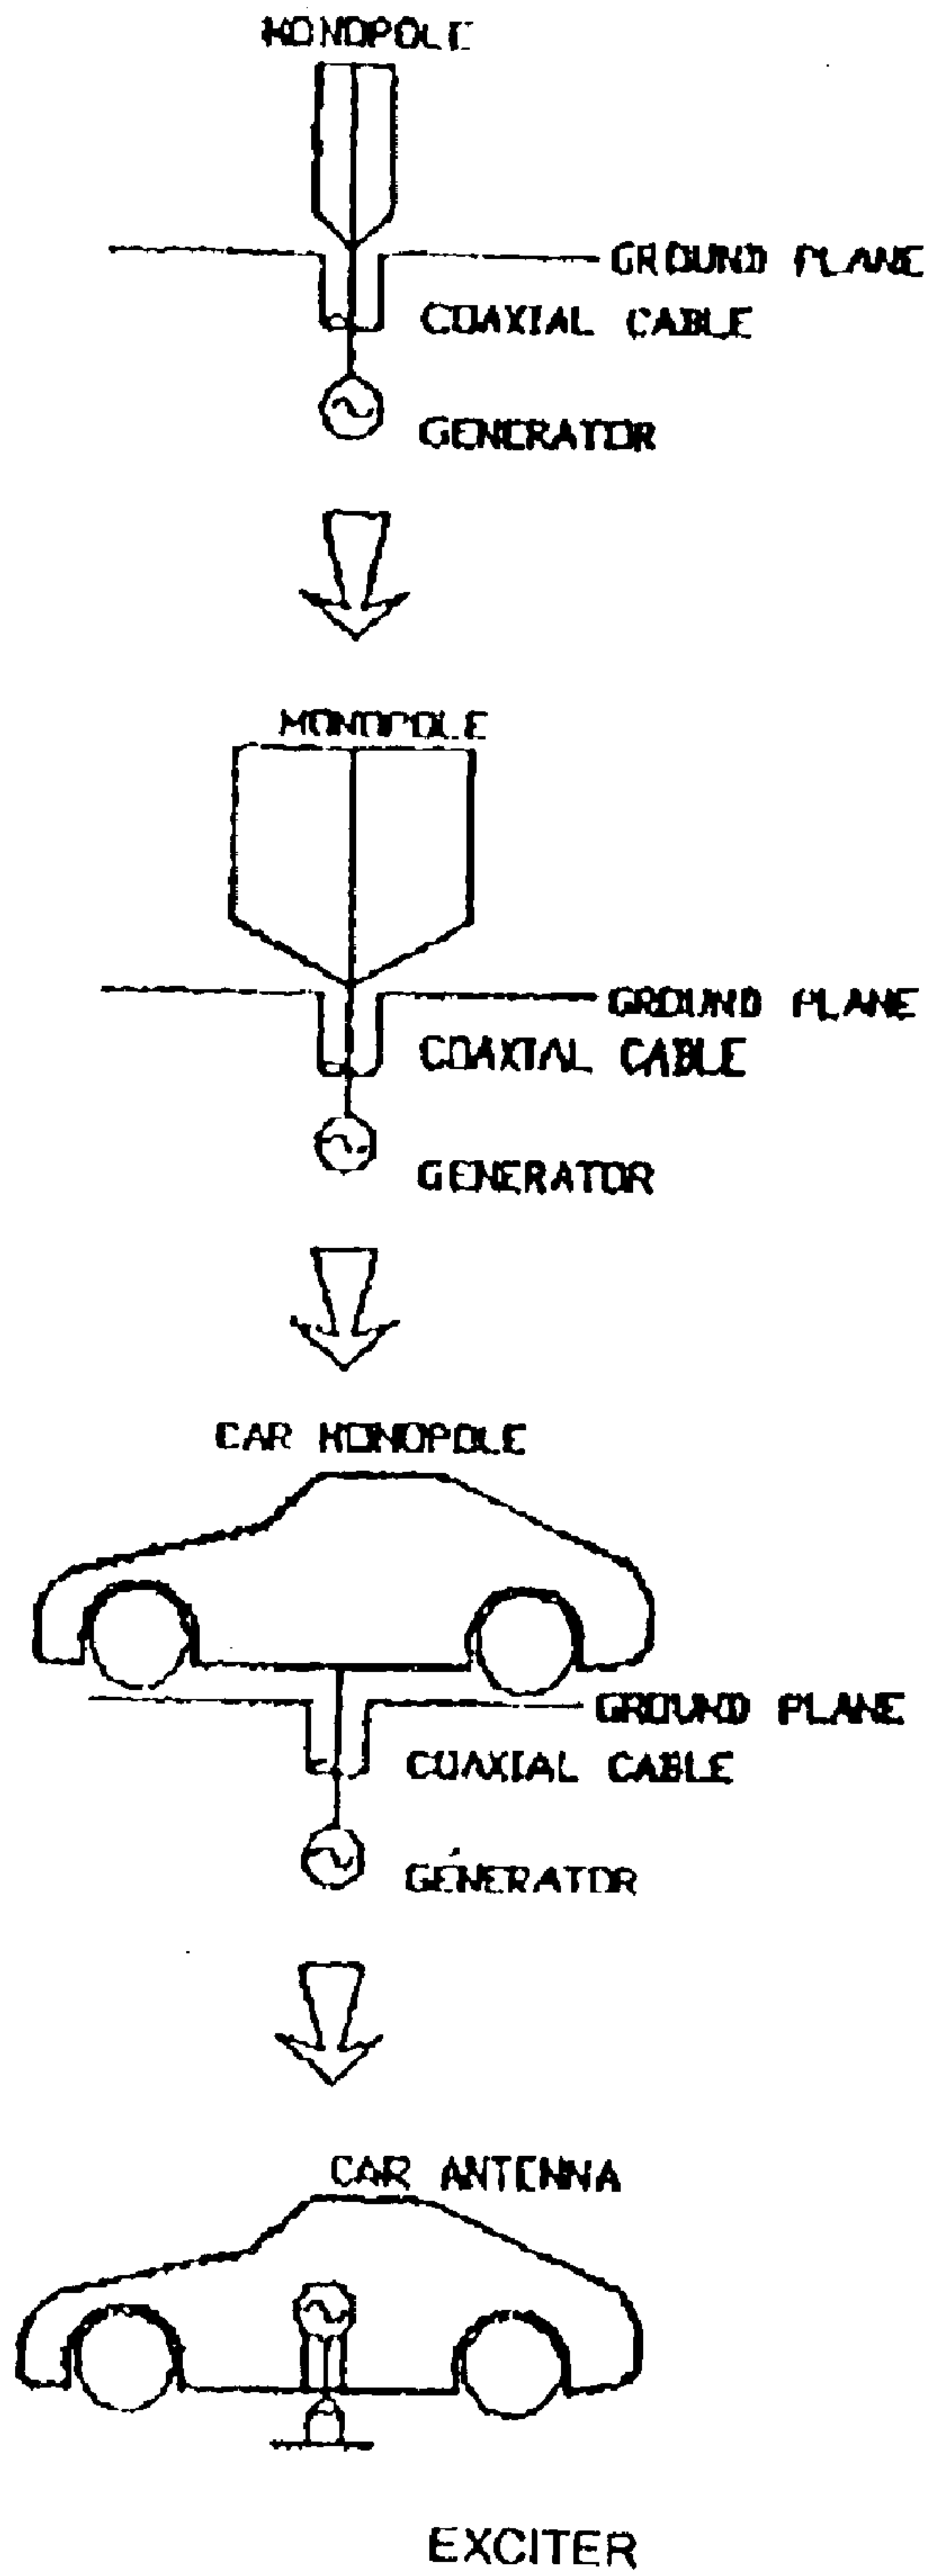 MONOPOLE
GROUND PLANE
COAXIAL CABLE
GENERATOR
MONOPOLE
GROUND PLANE
COAXIAL CABLE
GENERATOR
CAR MONOPOLE
GROUND PLANE
COAXIAL CABLE
GENERATOR
CAR ANTENNA
EXCITER